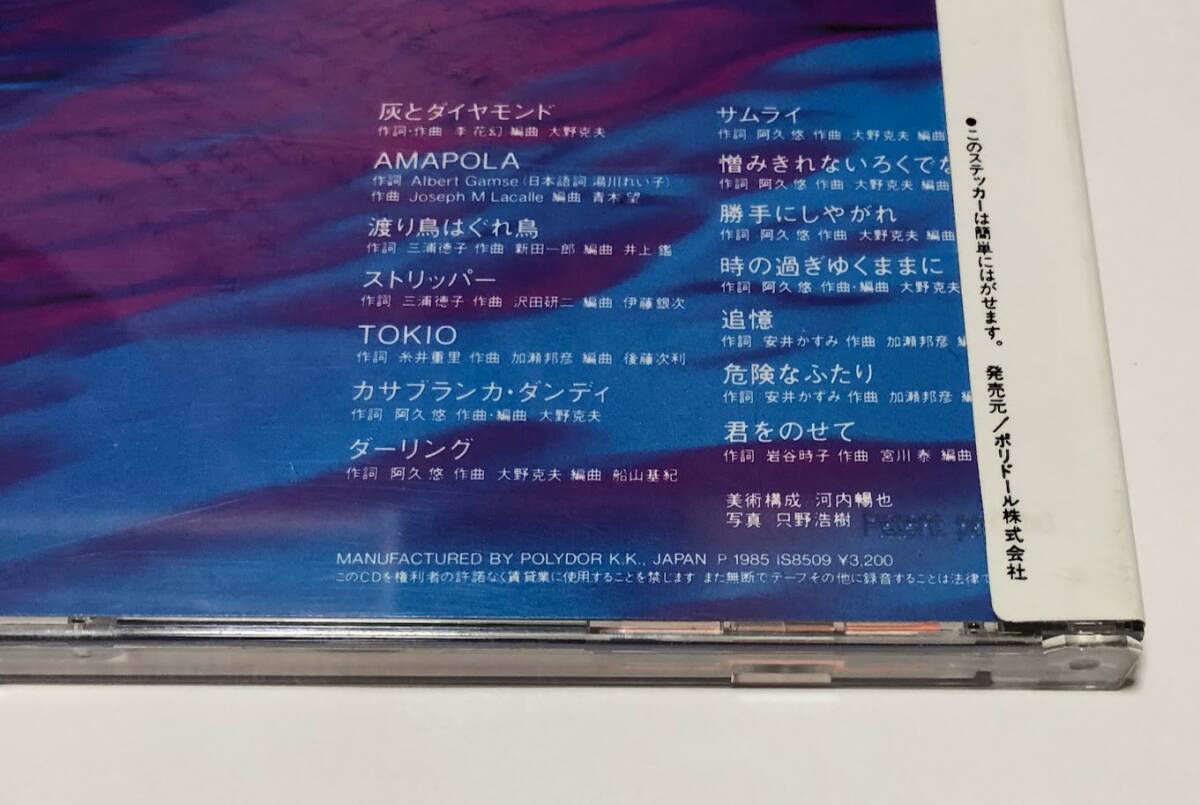 灰とダイヤモンド
作詞・作曲 李 花幻 編曲 大野克夫
AMAPOLA
作詞 Albert Gamse(日本語詞 湯川れい子)
作曲 Joseph M Lacalle 編曲 青木 望
渡り鳥はぐれ鳥
作詞 三浦徳子 作曲 新田一郎 編曲 井上 鑑
ストリッパー
作詞 三浦徳子 作曲 沢田研二 編曲 伊藤銀次
TOKIO
作詞 糸井重里 作曲 加瀬邦彦 編曲 後藤次利
カサブランカ・ダンディ
作詞 阿久 悠 作曲・編曲 大野克夫
ダーリング
作詞 阿久 悠 作曲 大野克夫 編曲 船山基紀
サムライ
作詞 阿久 悠 作曲 大野克夫 編曲
憎みきれないろくでな
作詞 阿久 悠 作曲 大野克夫 編曲
勝手にしやがれ
作詞 阿久 悠 作曲 大野克夫 編曲
時の過ぎゆくままに
作詞 阿久 悠 作曲・編曲 大野克夫
追憶
作詞 安井かずみ 作曲 加瀬邦彦 編
危険なふたり
作詞 安井かずみ 作曲 加瀬邦彦 編
君をのせて
作詞 岩谷時子 作曲 宮川 泰 編曲
美術構成 河内暢也
写真 只野浩樹
Patent
MANUFACTURED BY POLYDOR K.K., JAPAN P 1985 IS8509 ¥3,200
このCDを権利者の許諾なく賃貸業に使用することを禁じます また無断でテープその他に録音することは法律で
●このステッカーは簡単にはがせます。 発売元/ポリドール株式会社